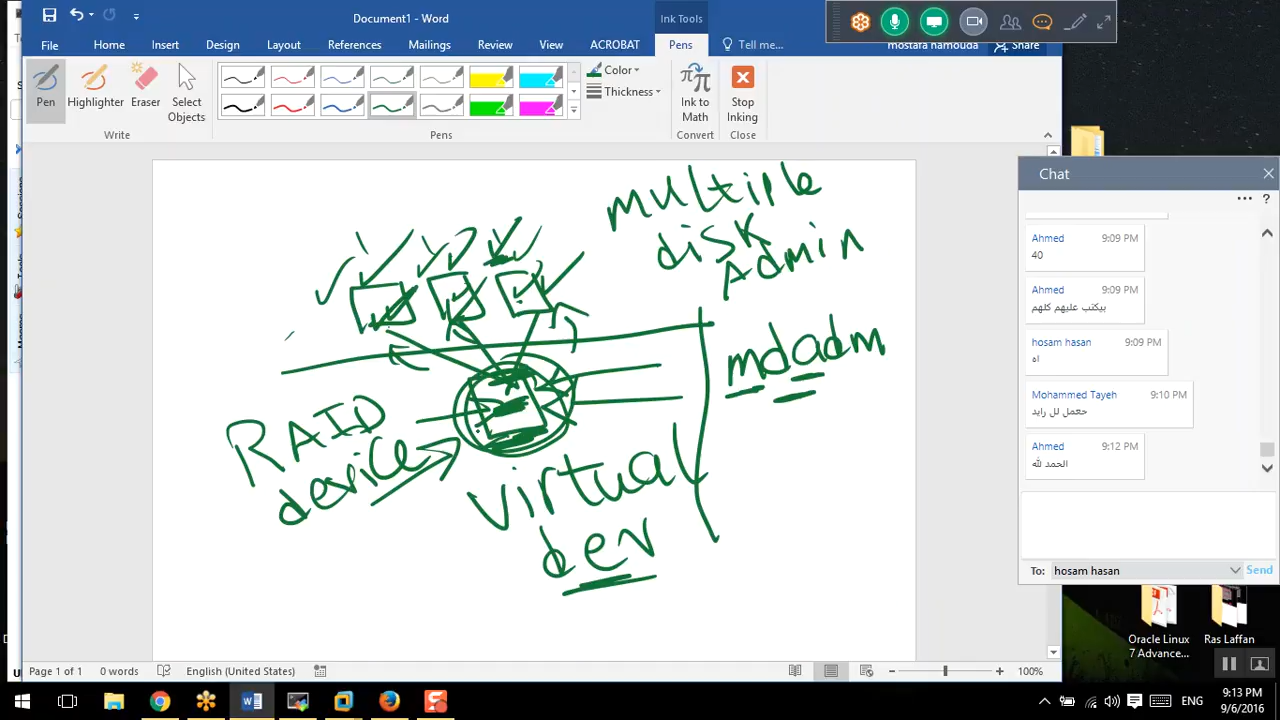 Document1 - Word
Ink Tools
File
Home
Insert
Design
Layout
References
Mailings
Review
View
ACROBAT
Pens
Tell me...
mostafa hamouda
Share
Pen
Highlighter
Eraser
Select
Objects
Write
Pens
Color
Thickness
Ink to
Math
Convert
Stop
Inking
Close
multiple
disk
Admin
mdadm
RAID
device
virtual
dev
Chat
Ahmed 9:09 PM
40
Ahmed 9:09 PM
بيكتب عليهم كلهم
hosam hasan 9:09 PM
اه
Mohammed Tayeh 9:10 PM
حعمل لل رايد
Ahmed 9:12 PM
الحمد لله
To: hosam hasan Send
Oracle Linux
7 Advance...
Ras Laffan
Page 1 of 1 0 words English (United States) 100%
ENG
9:13 PM
9/6/2016